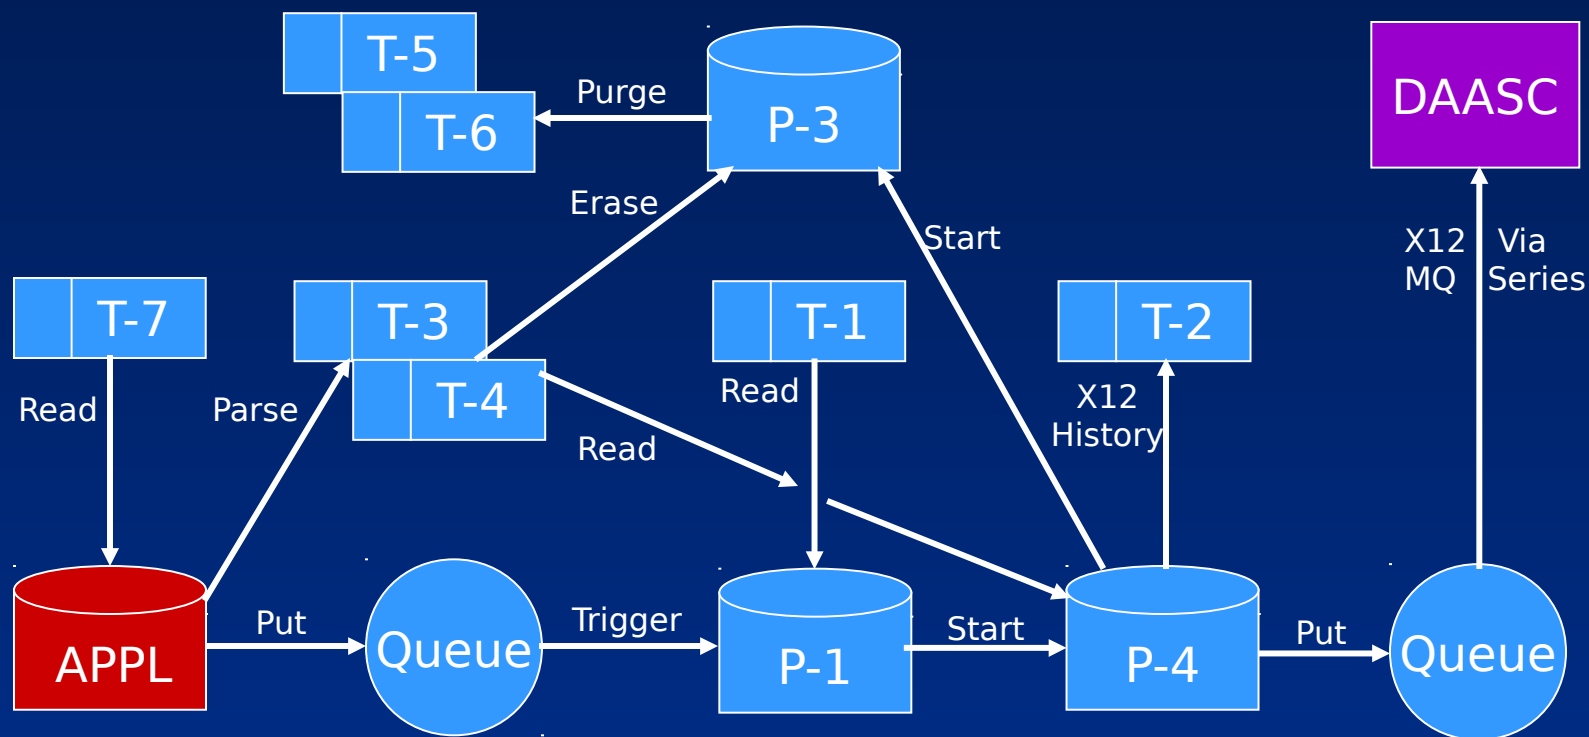 T-5
T-6
Purge
P-3
DAASC
Erase
Start
X12 Via
MQ Series
T-7
T-3
T-4
T-1
T-2
Read
Parse
Read
Read
X12
History
APPL
Put
Queue
Trigger
P-1
Start
P-4
Put
Queue